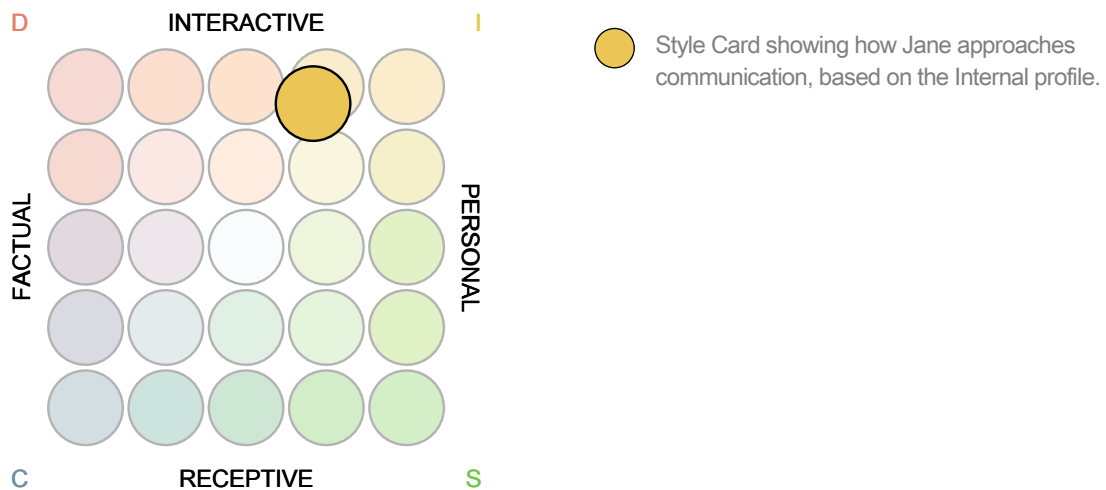 D
INTERACTIVE
I
Style Card showing how Jane approaches
communication, based on the Internal profile.
FACTUAL
PERSONAL
C
RECEPTIVE
S